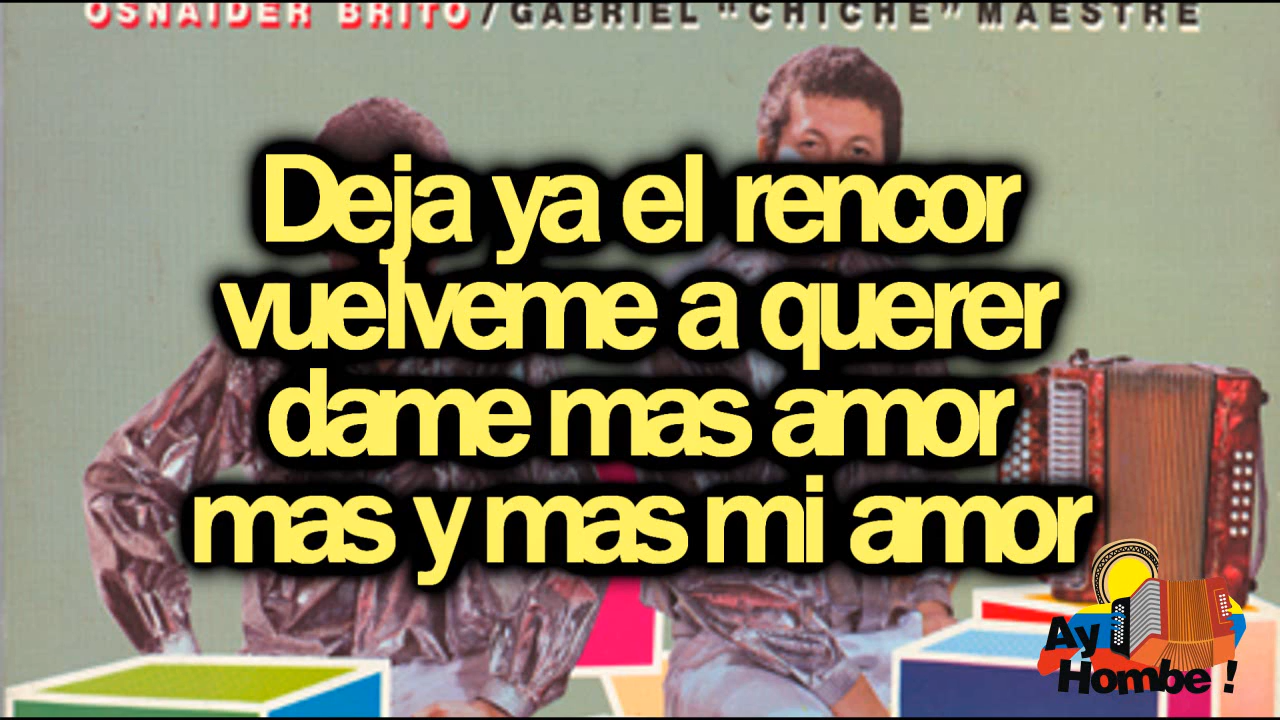 OSNAIDER BRITO / GABRIEL "CHICHE" MAESTRE
Deja ya el rencor
vuelveme a querer
dame mas amor
mas y mas mi amor
Ay
Hombe !